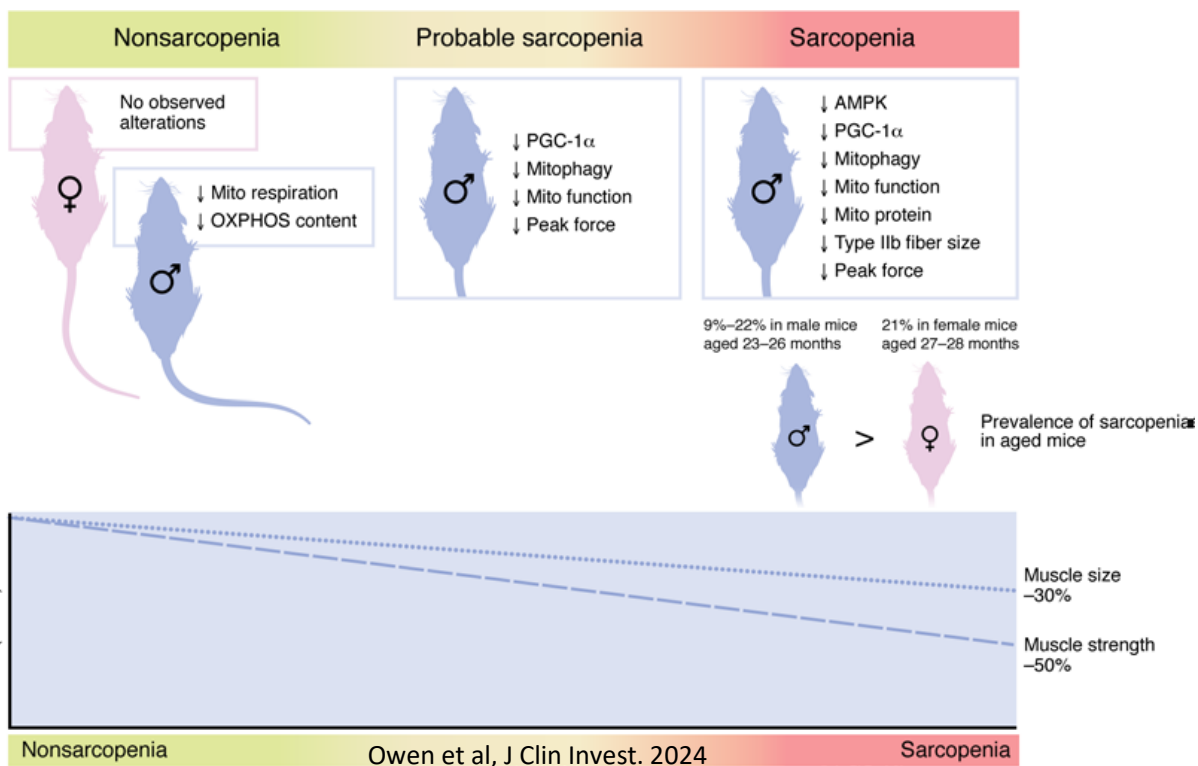 Nonsarcopenia
Probable sarcopenia
Sarcopenia
No observed
alterations
♀
↓ Mito respiration
↓ OXPHOS content
♂
♂
↓ PGC-1α
↓ Mitophagy
↓ Mito function
↓ Peak force
♂
↓ AMPK
↓ PGC-1α
↓ Mitophagy
↓ Mito function
↓ Mito protein
↓ Type IIb fiber size
↓ Peak force
9%–22% in male mice
aged 23–26 months
21% in female mice
aged 27–28 months
♂ > ♀
Prevalence of sarcopenia
in aged mice
Muscle size
–30%
Muscle strength
–50%
Nonsarcopenia
Owen et al, J Clin Invest. 2024
Sarcopenia